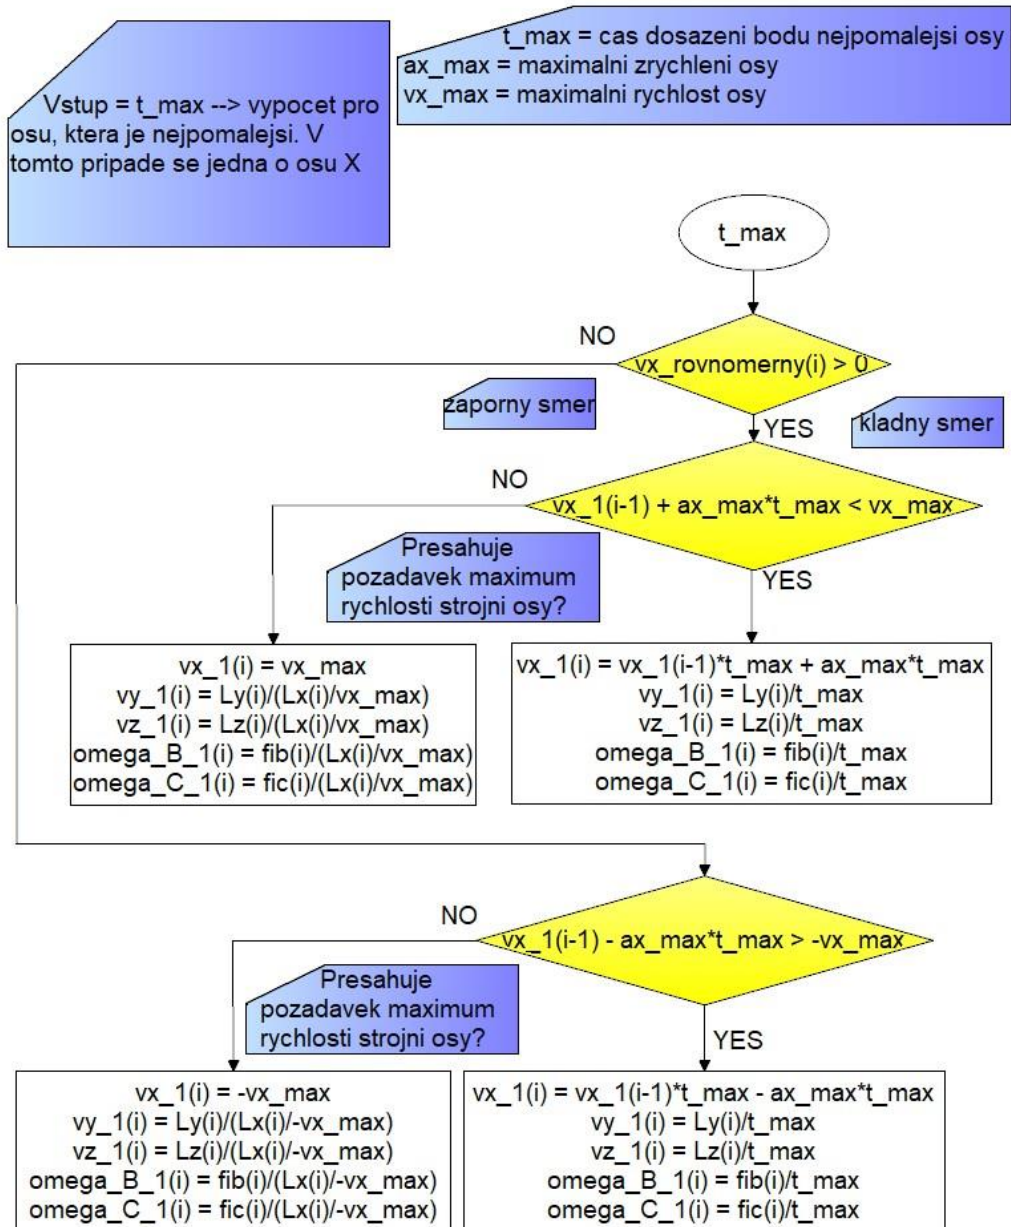 Vstup = t_max --> vypocet pro
osu, ktera je nejpomalejsi. V
tomto pripade se jedna o osu X
t_max = cas dosazeni bodu nejpomalejsi osy
ax_max = maximalni zrychleni osy
vx_max = maximalni rychlost osy
t_max
NO
vx_rovnomerny(i) > 0
zaporny smer
YES
kladny smer
NO
vx_1(i-1) + ax_max*t_max < vx_max
Presahuje
pozadavek maximum
rychlosti strojni osy?
YES
vx_1(i) = vx_max
vy_1(i) = Ly(i)/(Lx(i)/vx_max)
vz_1(i) = Lz(i)/(Lx(i)/vx_max)
omega_B_1(i) = fib(i)/(Lx(i)/vx_max)
omega_C_1(i) = fic(i)/(Lx(i)/vx_max)
vx_1(i) = vx_1(i-1)*t_max + ax_max*t_max
vy_1(i) = Ly(i)/t_max
vz_1(i) = Lz(i)/t_max
omega_B_1(i) = fib(i)/t_max
omega_C_1(i) = fic(i)/t_max
NO
vx_1(i-1) - ax_max*t_max > -vx_max
Presahuje
pozadavek maximum
rychlosti strojni osy?
YES
vx_1(i) = -vx_max
vy_1(i) = Ly(i)/(Lx(i)/-vx_max)
vz_1(i) = Lz(i)/(Lx(i)/-vx_max)
omega_B_1(i) = fib(i)/(Lx(i)/-vx_max)
omega_C_1(i) = fic(i)/(Lx(i)/-vx_max)
vx_1(i) = vx_1(i-1)*t_max - ax_max*t_max
vy_1(i) = Ly(i)/t_max
vz_1(i) = Lz(i)/t_max
omega_B_1(i) = fib(i)/t_max
omega_C_1(i) = fic(i)/t_max